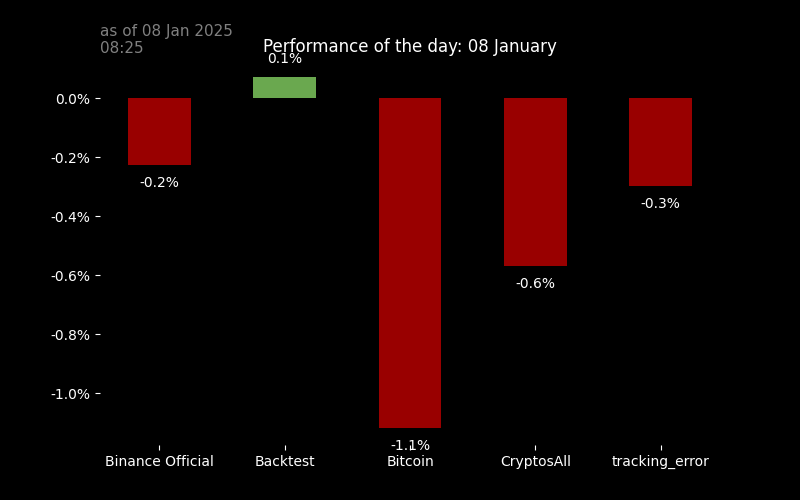 as of 08 Jan 2025
08:25
Performance of the day: 08 January
0.1%
0.0%
-0.2%
-0.2%
-0.3%
-0.4%
-0.6%
-0.6%
-0.8%
-1.0%
-1.1%
Binance Official
Backtest
Bitcoin
CryptosAll
tracking_error